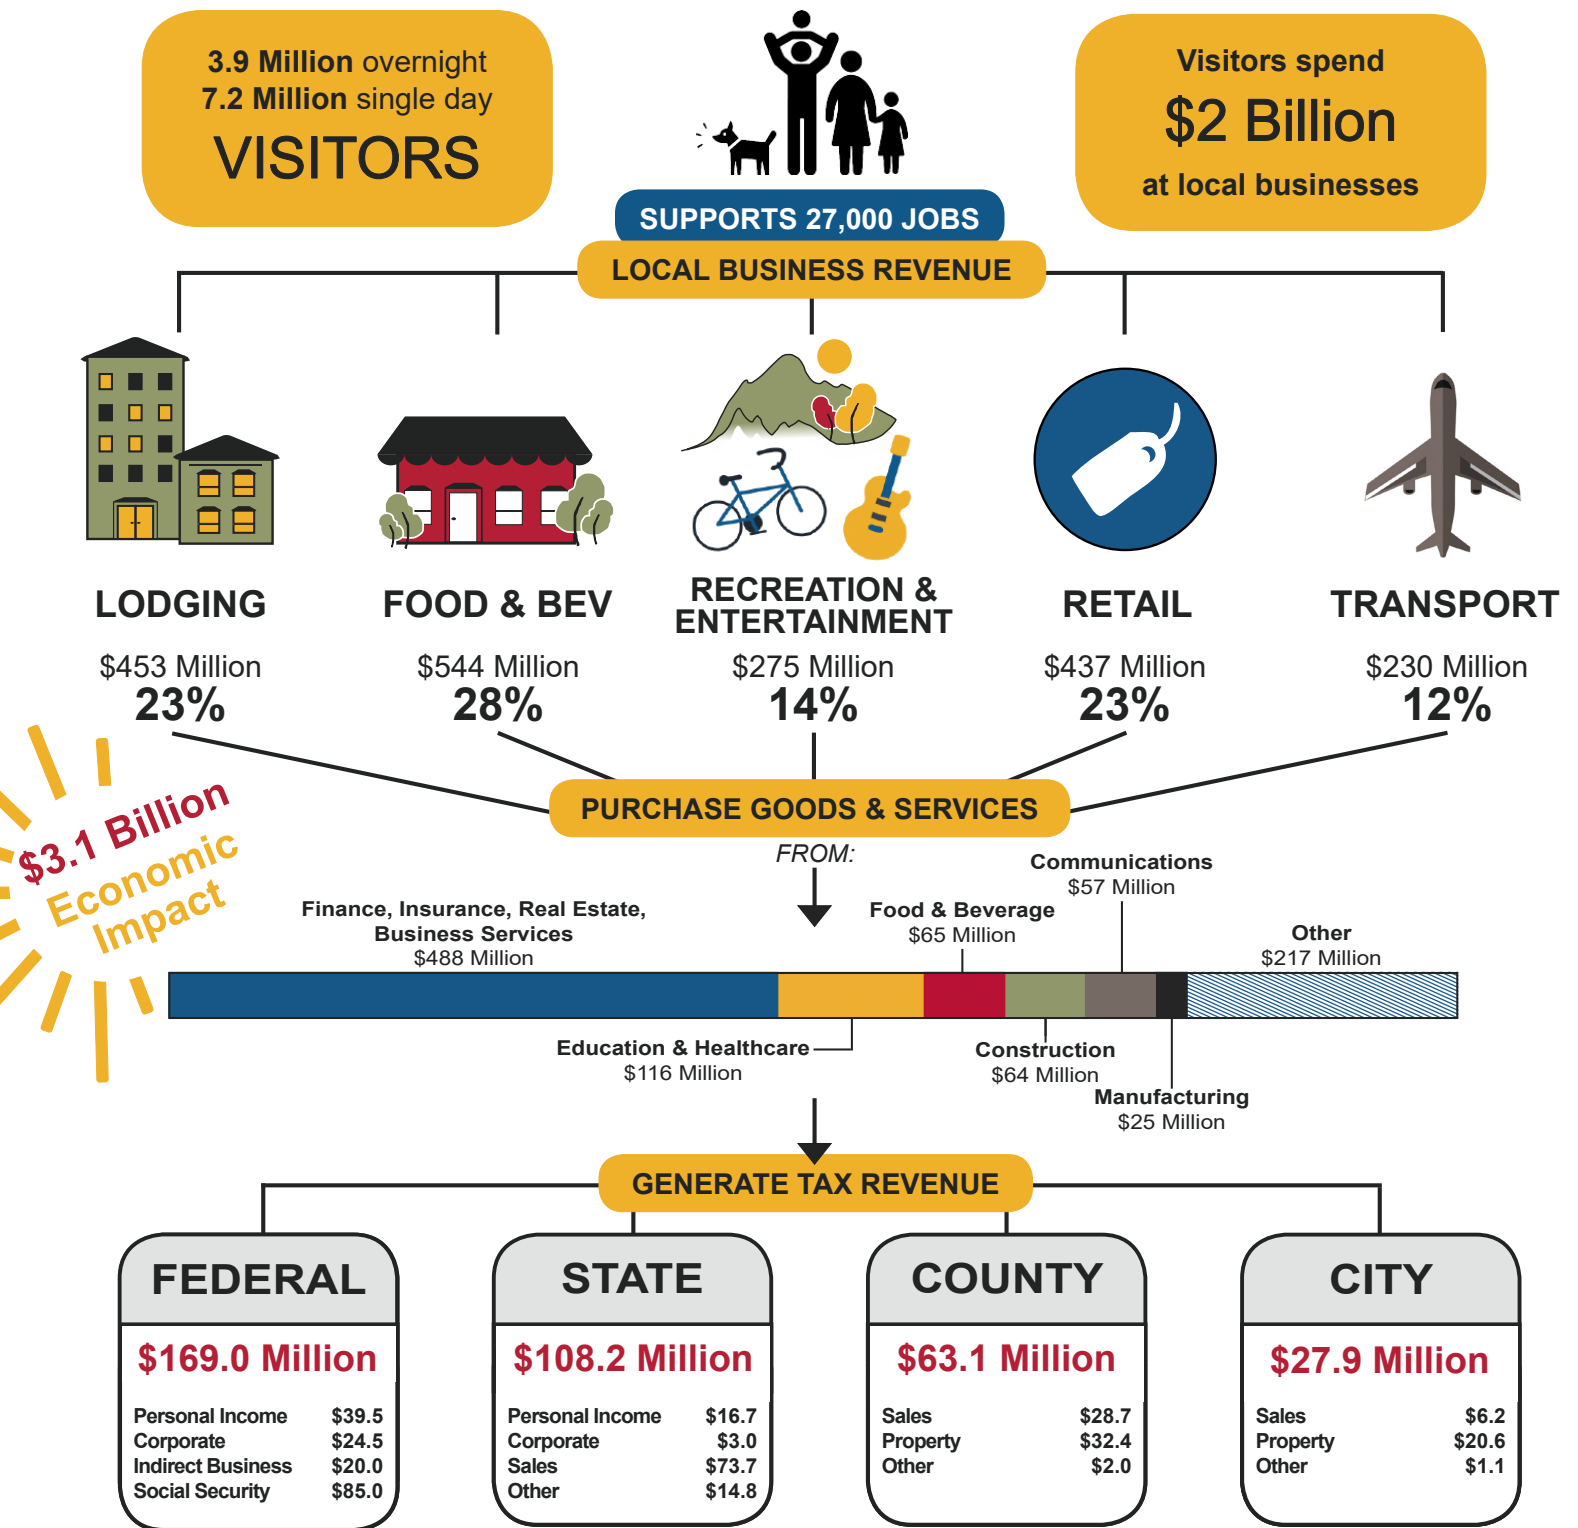 3.9 Million overnight
7.2 Million single day
VISITORS
Visitors spend
$2 Billion
at local businesses
SUPPORTS 27,000 JOBS
LOCAL BUSINESS REVENUE
LODGING
$453 Million
23%
FOOD & BEV
$544 Million
28%
RECREATION &
ENTERTAINMENT
$275 Million
14%
RETAIL
$437 Million
23%
TRANSPORT
$230 Million
12%
$3.1 Billion
Economic
Impact
PURCHASE GOODS & SERVICES
FROM:
Finance, Insurance, Real Estate,
Business Services
$488 Million
Food & Beverage
$65 Million
Communications
$57 Million
Other
$217 Million
Education & Healthcare
$116 Million
Construction
$64 Million
Manufacturing
$25 Million
GENERATE TAX REVENUE
FEDERAL
$169.0 Million
Personal Income $39.5
Corporate $24.5
Indirect Business $20.0
Social Security $85.0
STATE
$108.2 Million
Personal Income $16.7
Corporate $3.0
Sales $73.7
Other $14.8
COUNTY
$63.1 Million
Sales $28.7
Property $32.4
Other $2.0
CITY
$27.9 Million
Sales $6.2
Property $20.6
Other $1.1